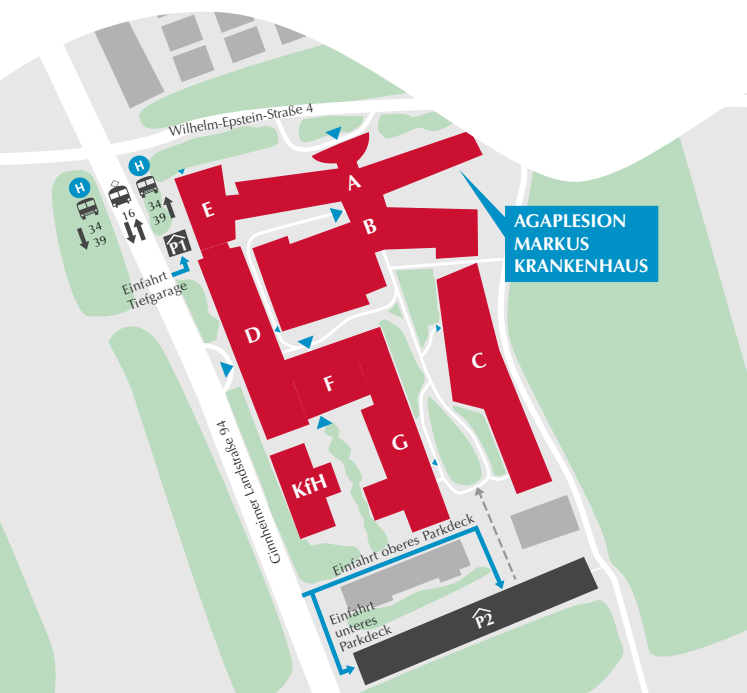 Wilhelm-Epstein-Straße 4
H
H
34
39
16
34
39
P1
Einfahrt
Tiefgarage
E
A
B
AGAPLESION
MARKUS
KRANKENHAUS
D
C
F
G
KfH
Ginnheimer Landstraße 94
Einfahrt oberes Parkdeck
Einfahrt
unteres
Parkdeck
P2